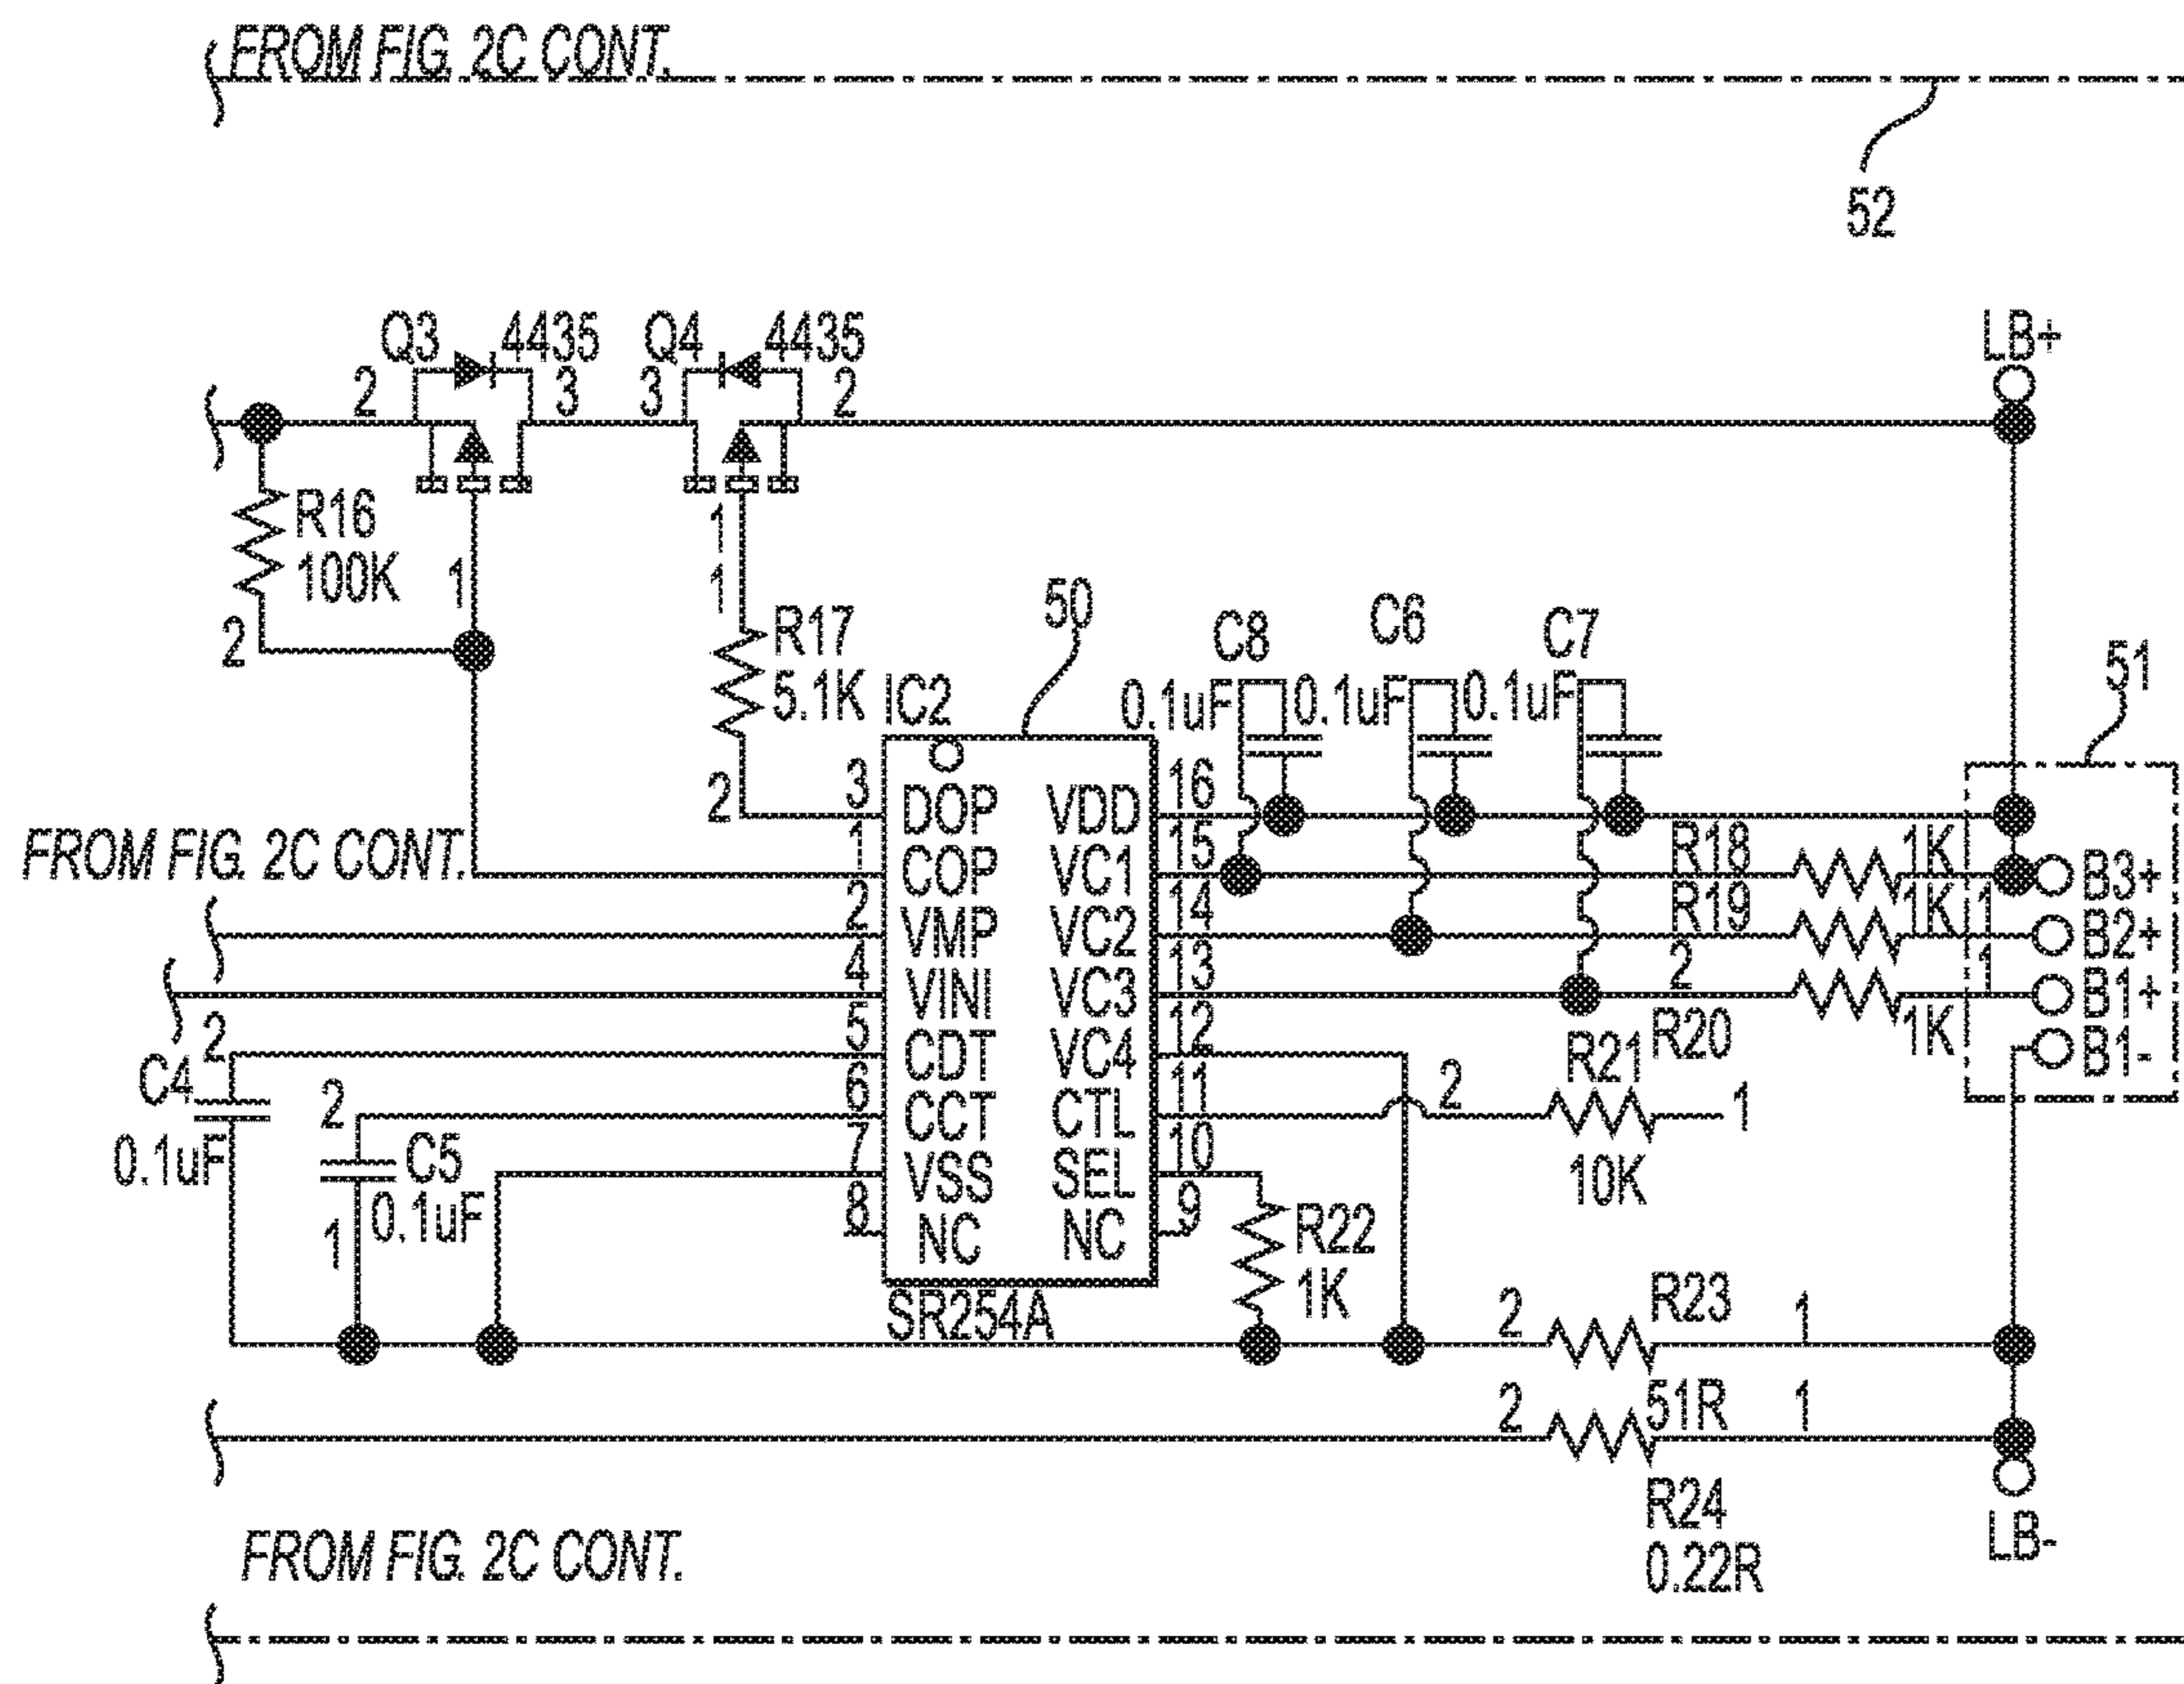 FROM FIG. 2C CONT.
52
Q3 4435 Q4 4435
LB+
2 3 3 2
R16
100K
1
1
1
2
R17
5.1K
50
C8 C6 C7
0.1uF 0.1uF 0.1uF
51
IC2
2
3 DOP VDD 16
1 COP VC1 15 R18 1K B3+
FROM FIG. 2C CONT.
2 VMP VC2 14 R19 1K 1 B2+
4 VINI VC3 13 2 1 B1+
5 CDT VC4 12 R20 1K B1-
6 CCT CTL 11 2 R21 1
10K
7 VSS SEL 10
8 NC NC 9
2
C4
0.1uF
2
C5
0.1uF
1
R22
1K
SR254A
2 R23 1
51R
2 1
R24
0.22R
LB-
FROM FIG. 2C CONT.